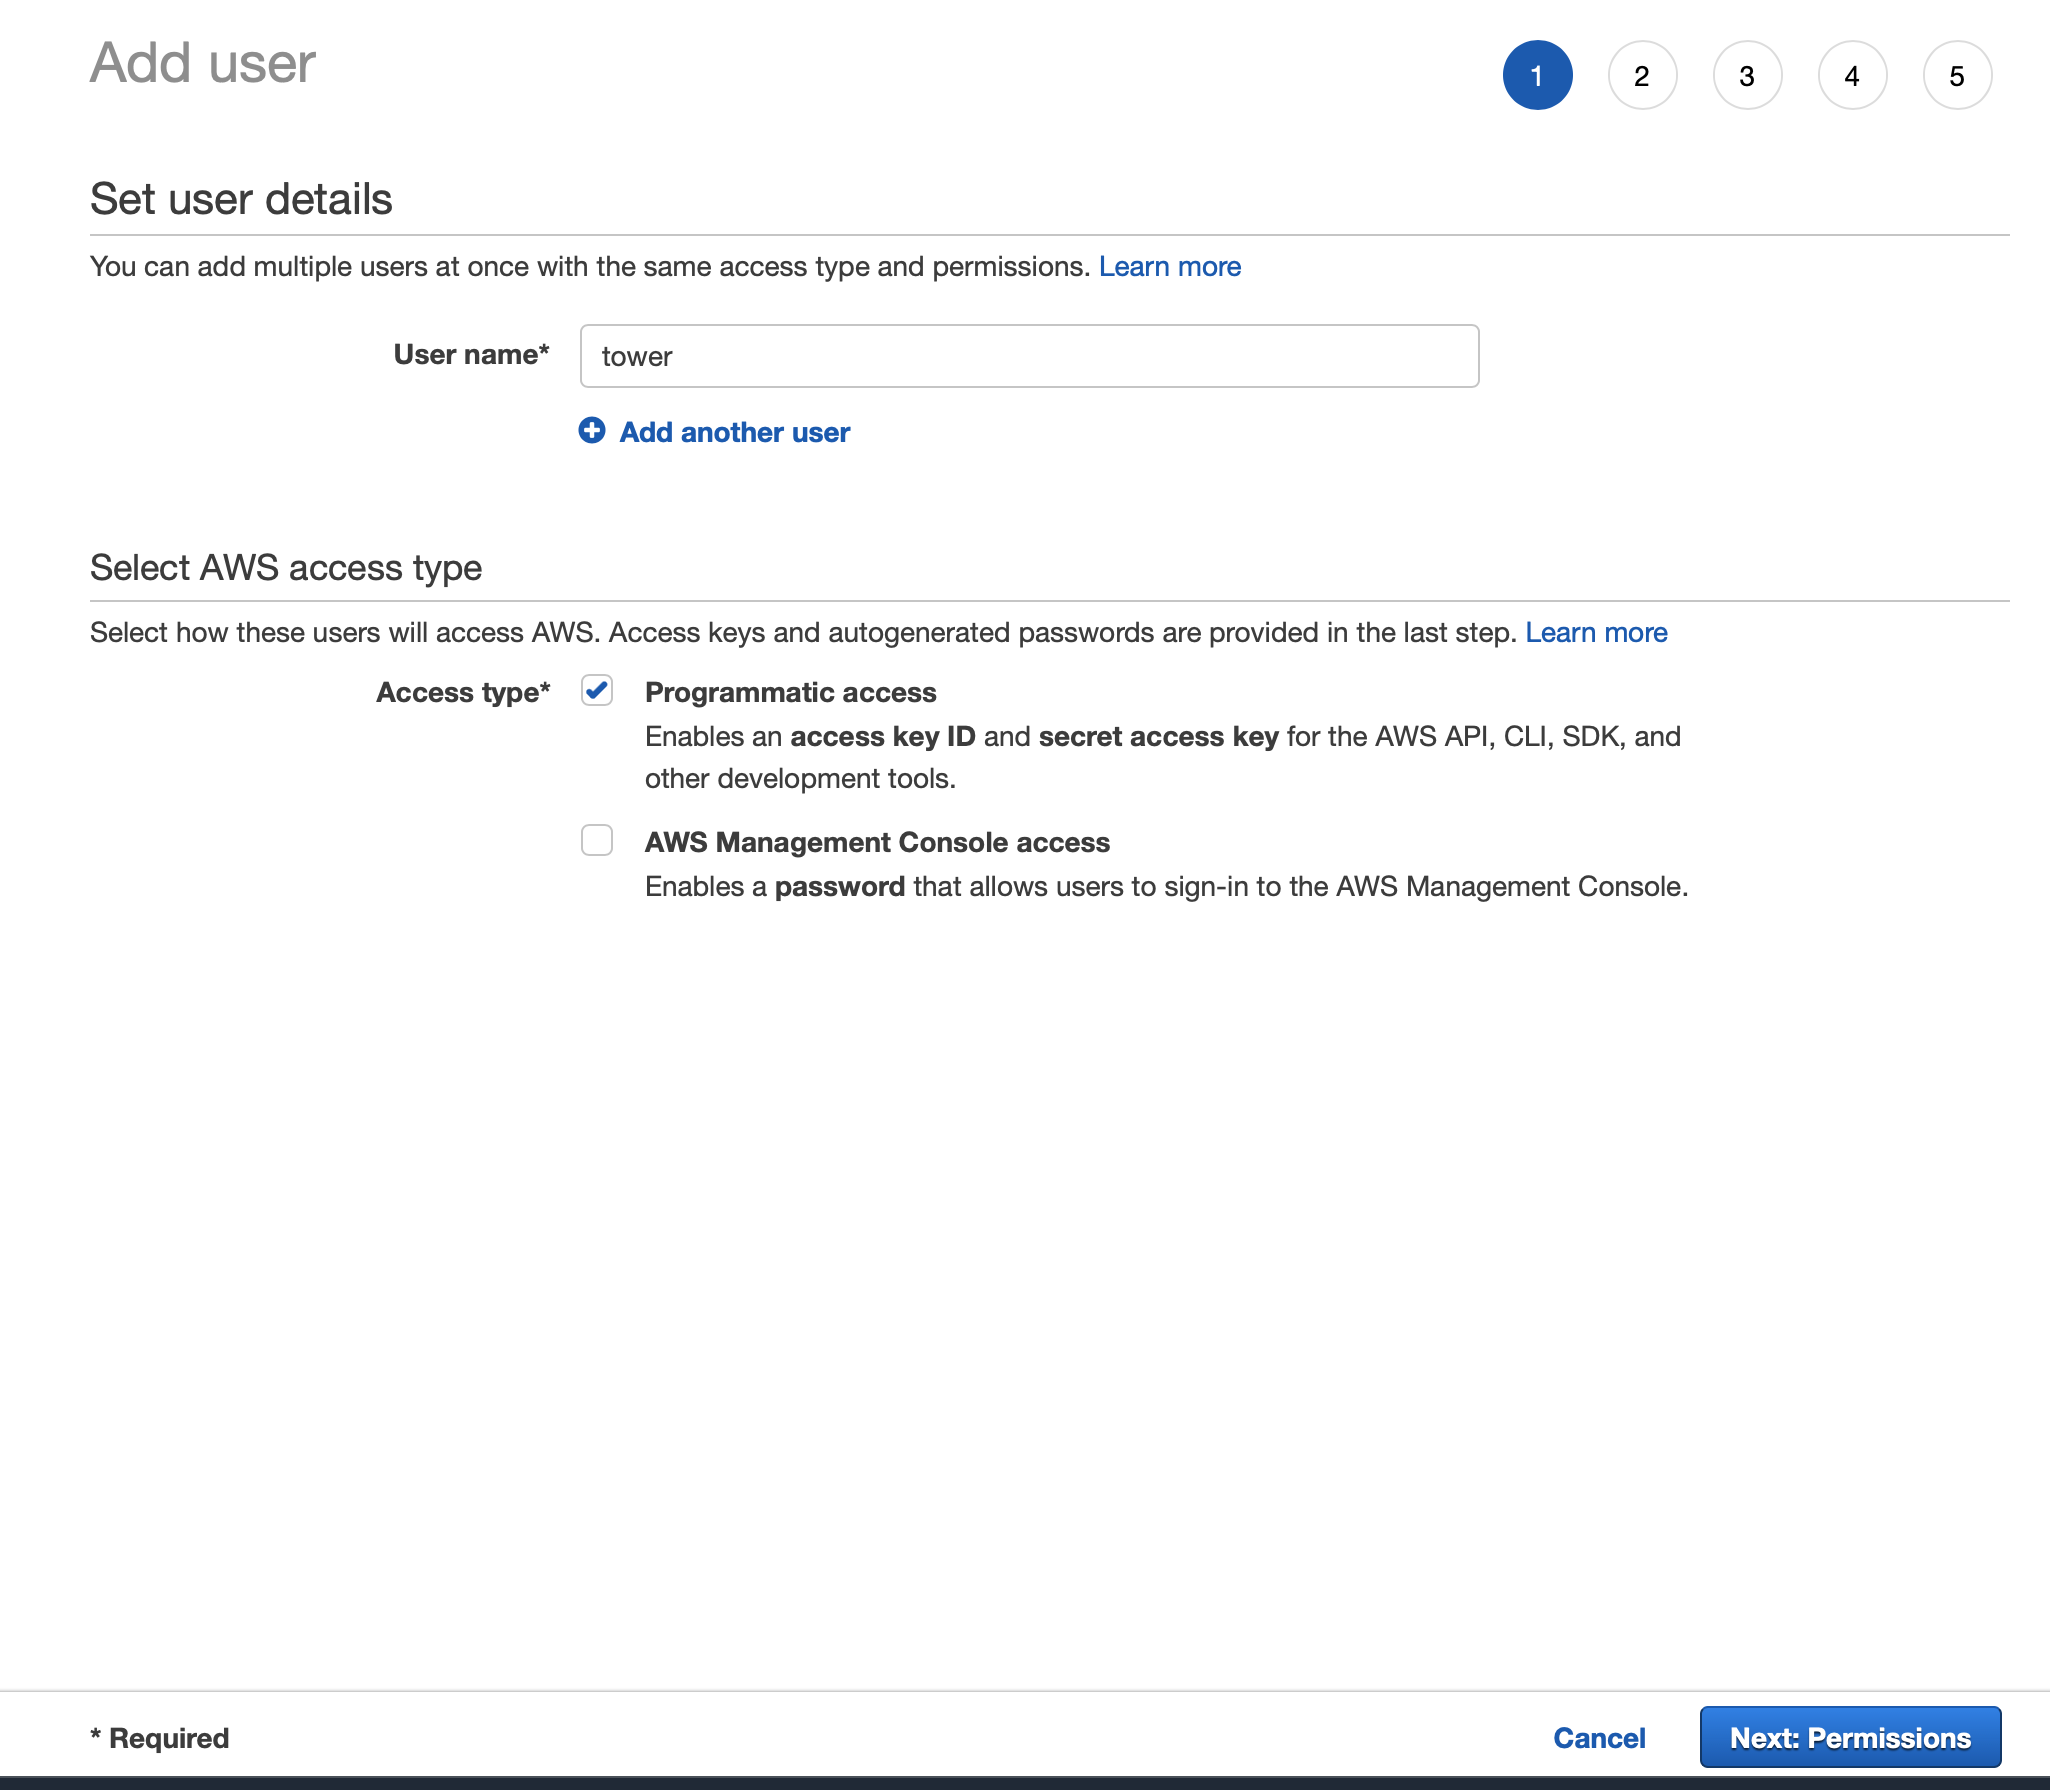 Add user
1 2 3 4 5
Set user details
You can add multiple users at once with the same access type and permissions. Learn more
User name* tower
Add another user
Select AWS access type
Select how these users will access AWS. Access keys and autogenerated passwords are provided in the last step. Learn more
Access type* Programmatic access
Enables an access key ID and secret access key for the AWS API, CLI, SDK, and
other development tools.
AWS Management Console access
Enables a password that allows users to sign-in to the AWS Management Console.
* Required Cancel Next: Permissions